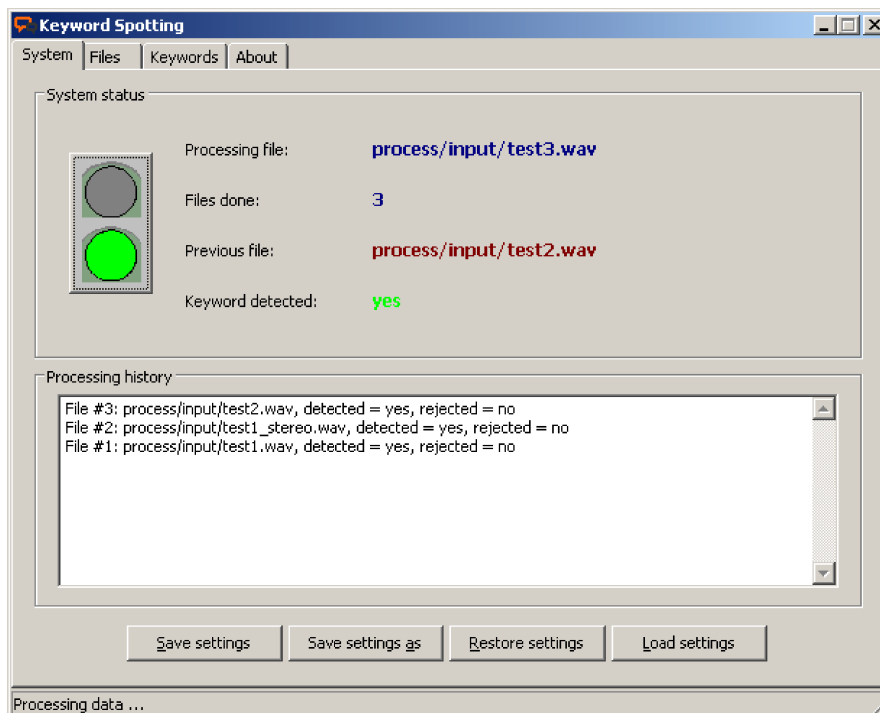 Keyword Spotting
System Files Keywords About
System status
Processing file: process/input/test3.wav
Files done: 3
Previous file: process/input/test2.wav
Keyword detected: yes
Processing history
File #3: process/input/test2.wav, detected = yes, rejected = no
File #2: process/input/test1_stereo.wav, detected = yes, rejected = no
File #1: process/input/test1.wav, detected = yes, rejected = no
Save settings Save settings as Restore settings Load settings
Processing data ...